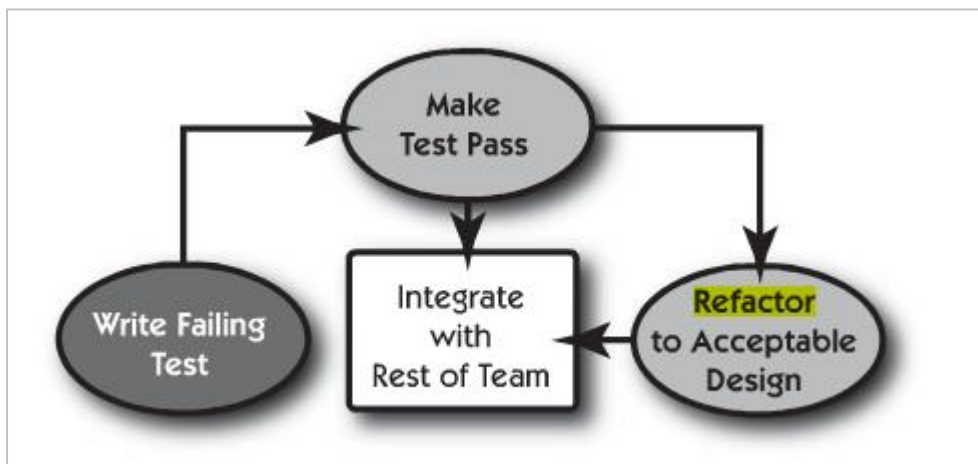 Make
Test Pass
Write Failing
Test
Integrate
with
Rest of Team
Refactor
to Acceptable
Design